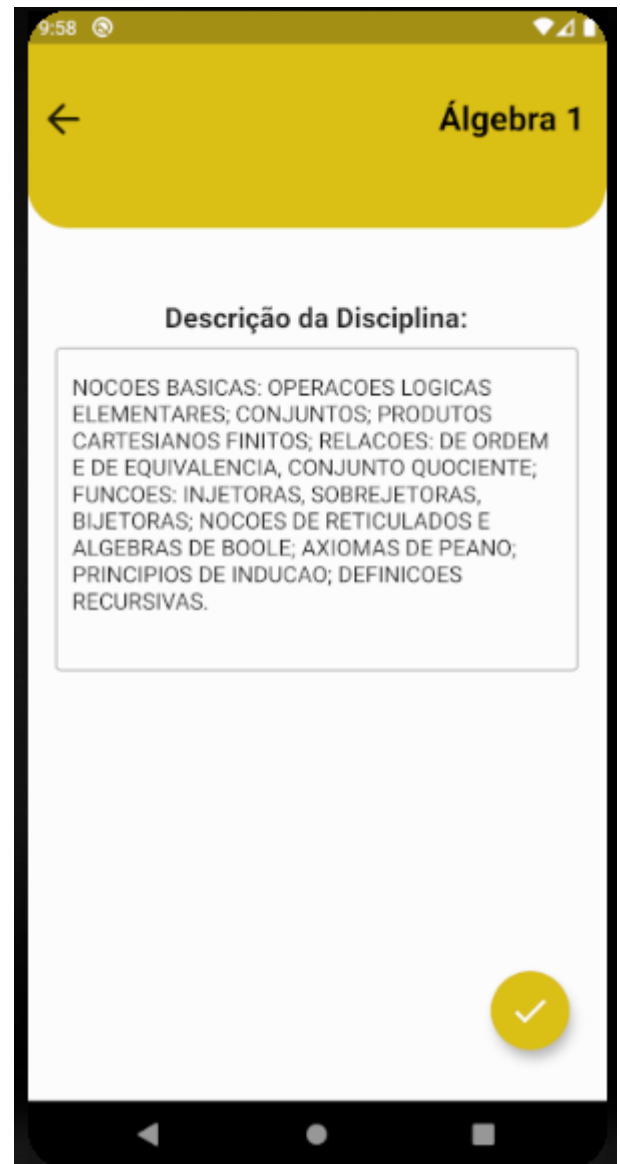 9:58
Álgebra 1
Descrição da Disciplina:
NOCOES BASICAS: OPERACOES LOGICAS
ELEMENTARES; CONJUNTOS; PRODUTOS
CARTESIANOS FINITOS; RELACOES: DE ORDEM
E DE EQUIVALENCIA, CONJUNTO QUOCIENTE;
FUNCOES: INJETORAS, SOBREJETORAS,
BIJETORAS; NOCOES DE RETICULADOS E
ALGEBRAS DE BOOLE; AXIOMAS DE PEANO;
PRINCIPIOS DE INDUCAO; DEFINICOES
RECURSIVAS.